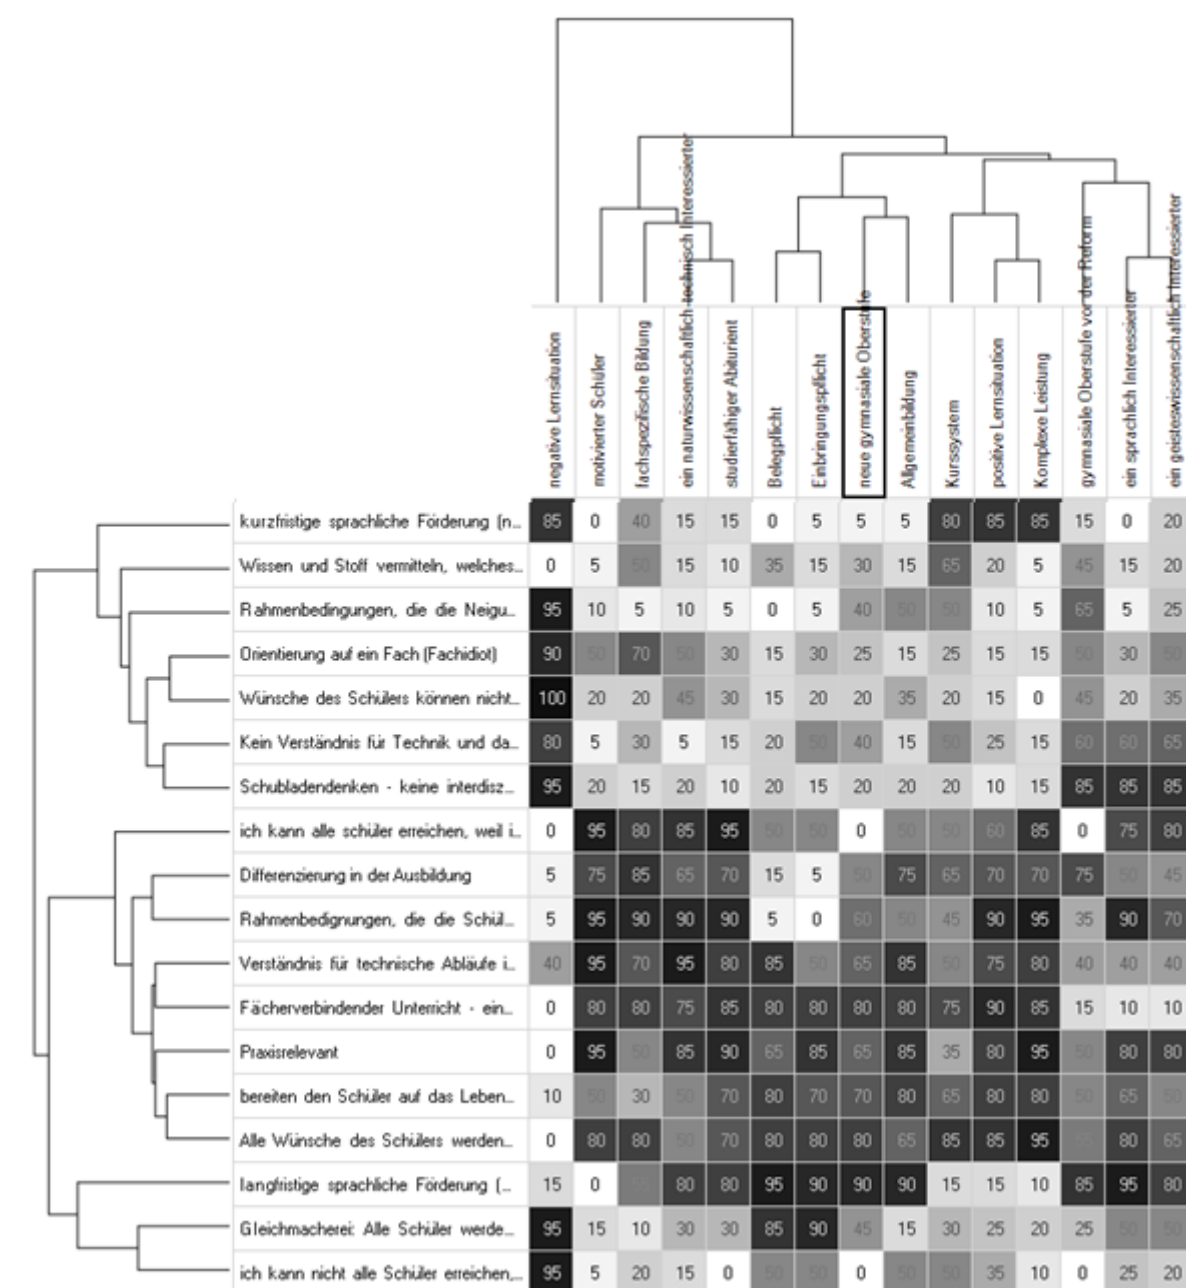 negative Lernsituation
motivierter Schüler
fachspezifische Bildung
ein naturwissenschaftlich-technisch Interessierter
studierfähiger Abiturient
Belegpflicht
Einbringungspflicht
neue gymnasiale Oberstufe
Allgemeinbildung
Kurssystem
positive Lernsituation
Komplexe Leistung
gymnasiale Oberstufe vor der Reform
ein sprachlich Interessierter
ein geisteswissenschaftlich Interessierter
kurzfristige sprachliche Förderung (n... 85 0 40 15 15 0 5 5 5 80 85 85 15 0 20
Wissen und Stoff vermitteln, welches... 0 5 50 15 10 35 15 30 15 65 20 5 45 15 20
Rahmenbedingungen, die die Neigu... 95 10 5 10 5 0 5 40 50 50 10 5 65 5 25
Orientierung auf ein Fach (Fachidiot) 90 50 70 50 30 15 30 25 15 25 15 15 50 30 50
Wünsche des Schülers können nicht... 100 20 20 45 30 15 20 20 35 20 15 0 45 20 35
Kein Verständnis für Technik und da... 80 5 30 5 15 20 50 40 15 50 25 15 60 60 65
Schubladendenken - keine interdisz... 95 20 15 20 10 20 15 20 20 20 10 15 85 85 85
ich kann alle schüler erreichen, weil i... 0 95 80 85 95 50 50 0 50 50 60 85 0 75 80
Differenzierung in der Ausbildung 5 75 85 65 70 15 5 50 75 65 70 70 75 50 45
Rahmenbedignungen, die die Schül... 5 95 90 90 90 5 0 60 50 45 90 95 35 90 70
Verständnis für technische Abläufe i... 40 95 70 95 80 85 50 65 85 50 75 80 40 40 40
Fächerverbindender Unterricht - ein... 0 80 80 75 85 80 80 80 80 75 90 85 15 10 10
Praxisrelevant 0 95 50 85 90 65 85 65 85 35 80 95 50 80 80
bereiten den Schüler auf das Leben... 10 50 30 50 70 80 70 70 80 65 80 80 50 65 50
Alle Wünsche des Schülers werden... 0 80 80 50 70 80 80 80 65 85 85 95 55 80 65
langfristige sprachliche Förderung (... 15 0 55 80 80 95 90 90 90 15 15 10 85 95 80
Gleichmacherei: Alle Schüler werde... 95 15 10 30 30 85 90 45 15 30 25 20 25 50 50
ich kann nicht alle Schüler erreichen,... 95 5 20 15 0 50 50 0 50 50 35 10 0 25 20